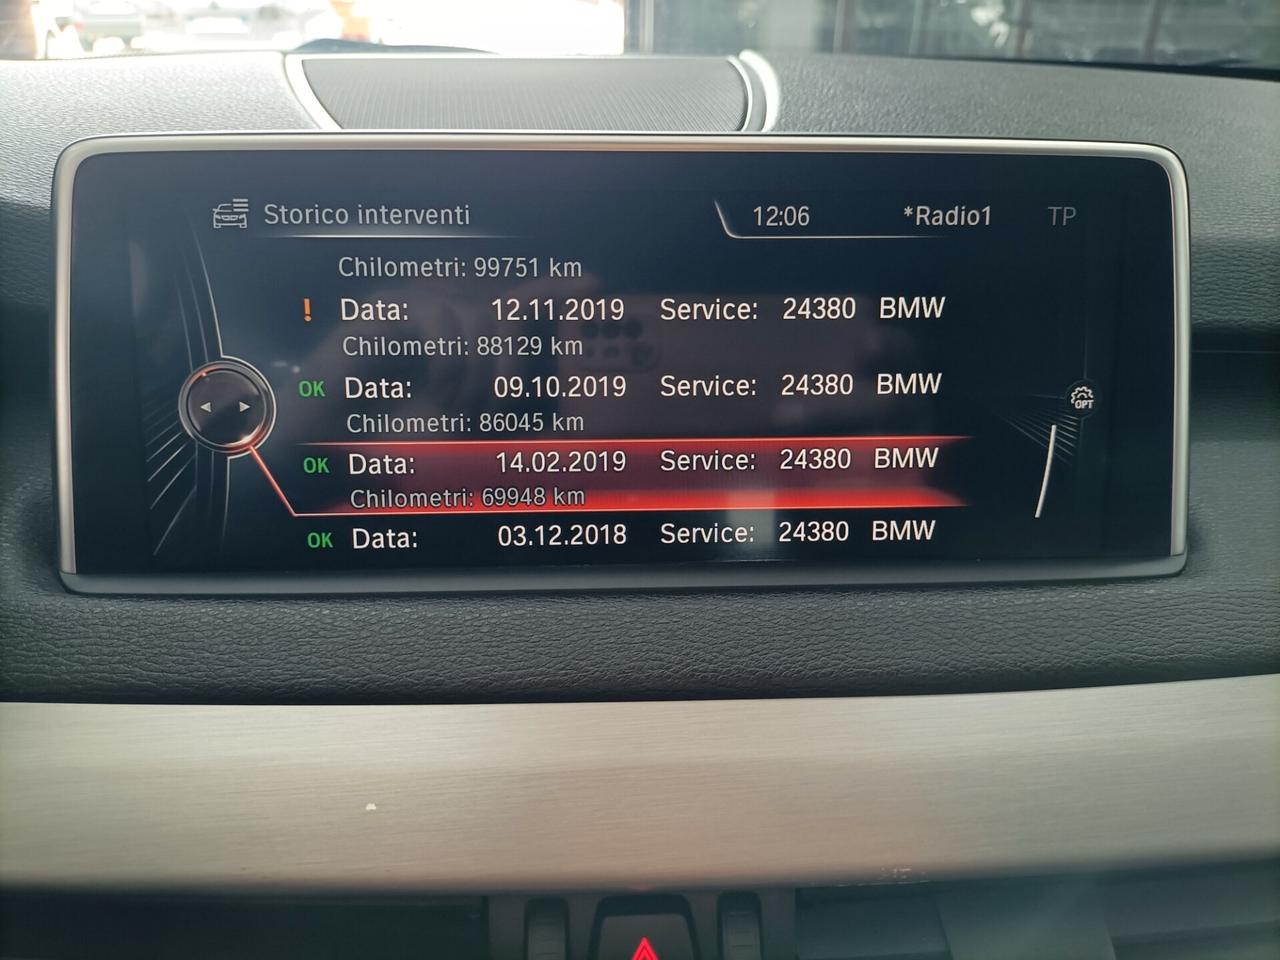 Storico interventi 12:06 *Radio1 TP
Chilometri: 99751 km
! Data: 12.11.2019 Service: 24380 BMW
Chilometri: 88129 km
OK Data: 09.10.2019 Service: 24380 BMW
Chilometri: 86045 km
OK Data: 14.02.2019 Service: 24380 BMW
Chilometri: 69948 km
OK Data: 03.12.2018 Service: 24380 BMW
OPT